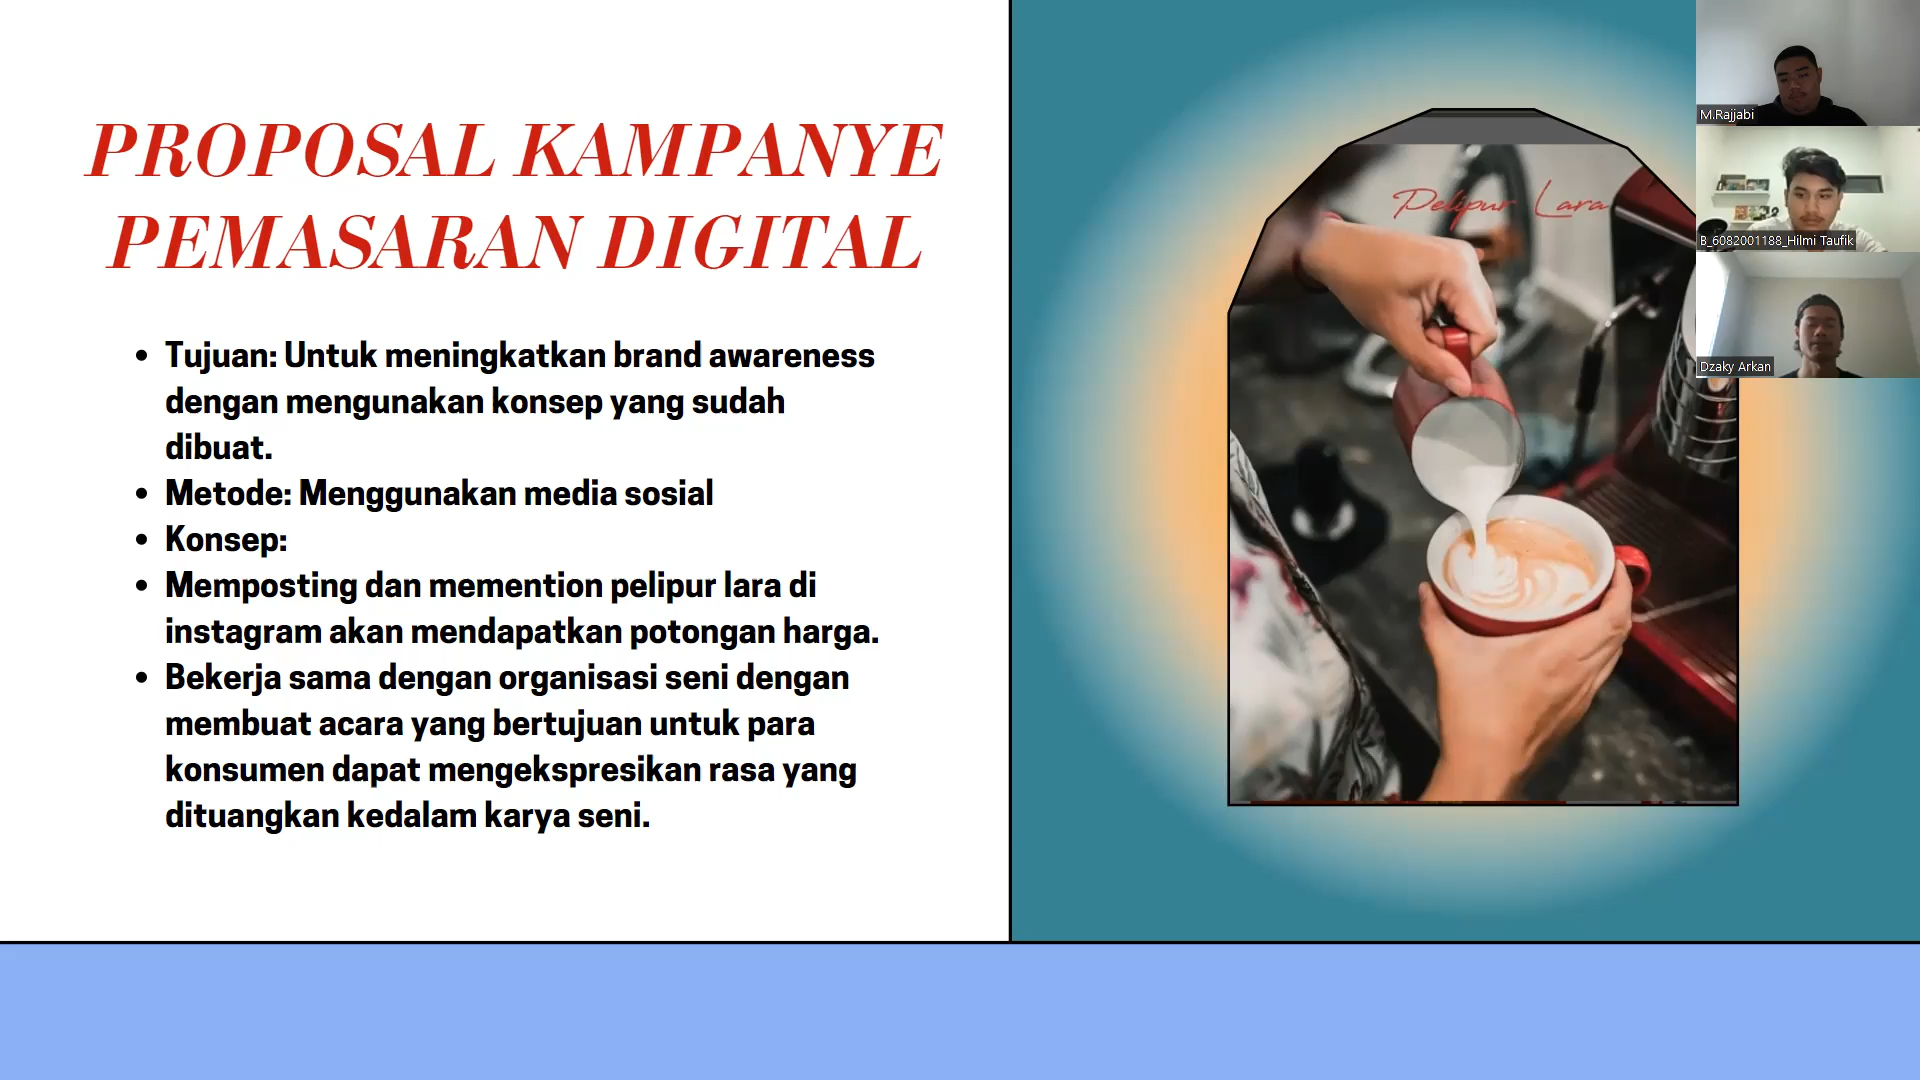 PROPOSAL KAMPANYE
PEMASARAN DIGITAL
• Tujuan: Untuk meningkatkan brand awareness
dengan mengunakan konsep yang sudah
dibuat.
• Metode: Menggunakan media sosial
• Konsep:
• Memposting dan memention pelipur lara di
instagram akan mendapatkan potongan harga.
• Bekerja sama dengan organisasi seni dengan
membuat acara yang bertujuan untuk para
konsumen dapat mengekspresikan rasa yang
dituangkan kedalam karya seni.
Pelipur Lara
M.Rajjabi
B_6082001188_Hilmi Taufik
Dzaky Arkan